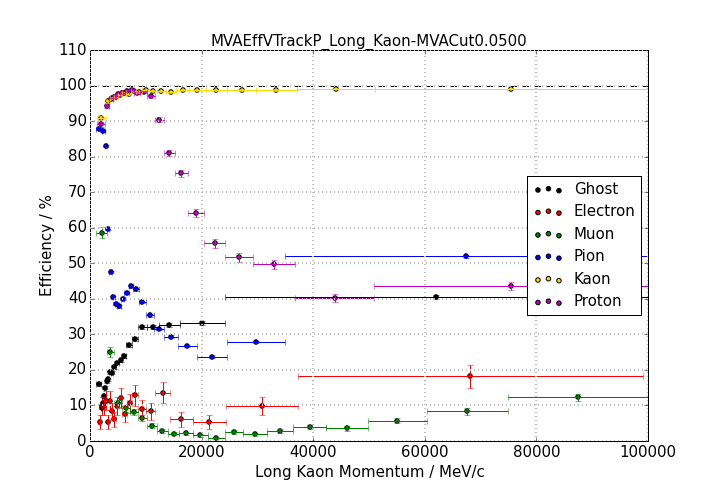 MVAEffVTrackP_Long_Kaon-MVACut0.0500
110
100
90
80
70
60
50
40
30
20
10
0
Efficiency / %
Ghost
Electron
Muon
Pion
Kaon
Proton
0 20000 40000 60000 80000 100000
Long Kaon Momentum / MeV/c